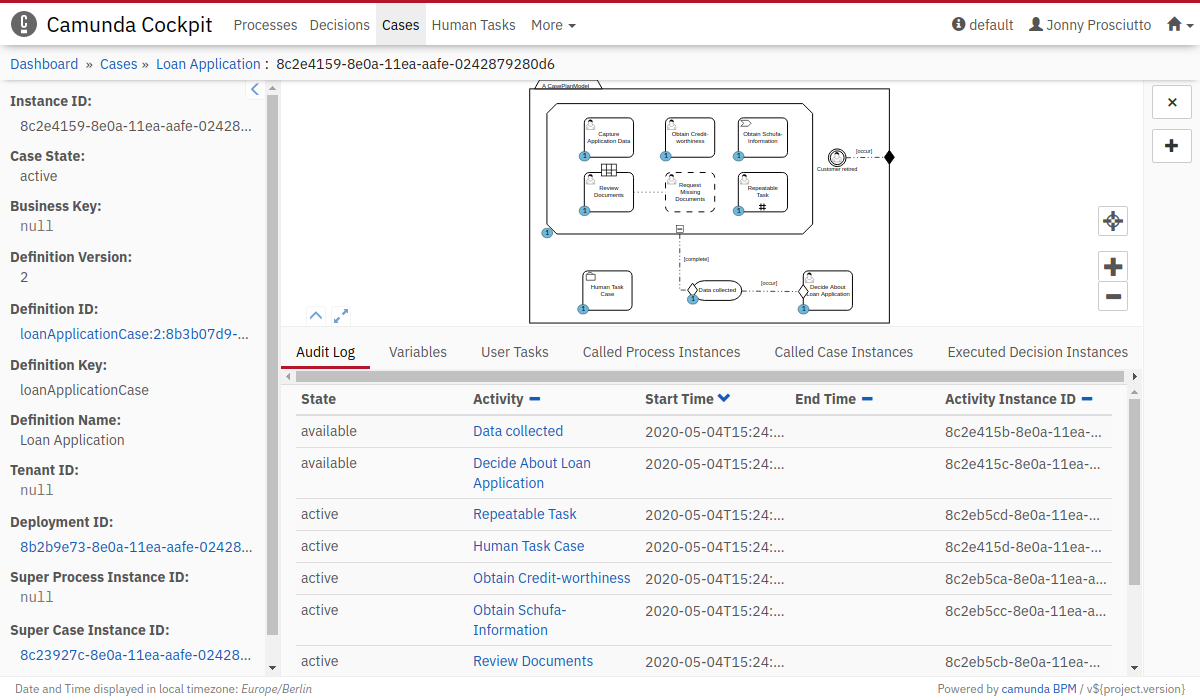 Camunda Cockpit Processes Decisions Cases Human Tasks More default Jonny Prosciutto
Dashboard » Cases » Loan Application : 8c2e4159-8e0a-11ea-aafe-0242879280d6
Instance ID:
8c2e4159-8e0a-11ea-aafe-02428...
Case State:
active
Business Key:
null
Definition Version:
2
Definition ID:
loanApplicationCase:2:8b3b07d9-...
Definition Key:
loanApplicationCase
Definition Name:
Loan Application
Tenant ID:
null
Deployment ID:
8b2b9e73-8e0a-11ea-aafe-02428...
Super Process Instance ID:
null
Super Case Instance ID:
8c23927c-8e0a-11ea-aafe-02428...
A CasePlanModel
Capture
Application Data
1
Obtain Credit-
worthiness
1
Obtain Schufa-
Information
1
Review
Documents
1
Request
Missing
Documents
Repeatable
Task
1
1
[occur]
Customer retired
[complete]
Human Task
Case
1
Data collected
1
[occur]
Decide About
Loan Application
1
Audit Log Variables User Tasks Called Process Instances Called Case Instances Executed Decision Instances
State Activity Start Time End Time Activity Instance ID
available Data collected 2020-05-04T15:24:... 8c2e415b-8e0a-11ea-...
available Decide About Loan 2020-05-04T15:24:... 8c2e415c-8e0a-11ea-...
Application
active Repeatable Task 2020-05-04T15:24:... 8c2eb5cd-8e0a-11ea-...
active Human Task Case 2020-05-04T15:24:... 8c2e415d-8e0a-11ea-...
active Obtain Credit-worthiness 2020-05-04T15:24:... 8c2eb5ca-8e0a-11ea-a...
active Obtain Schufa- 2020-05-04T15:24:... 8c2eb5cc-8e0a-11ea-a...
Information
active Review Documents 2020-05-04T15:24:... 8c2eb5cb-8e0a-11ea-...
Date and Time displayed in local timezone: Europe/Berlin Powered by camunda BPM / v${project.version}